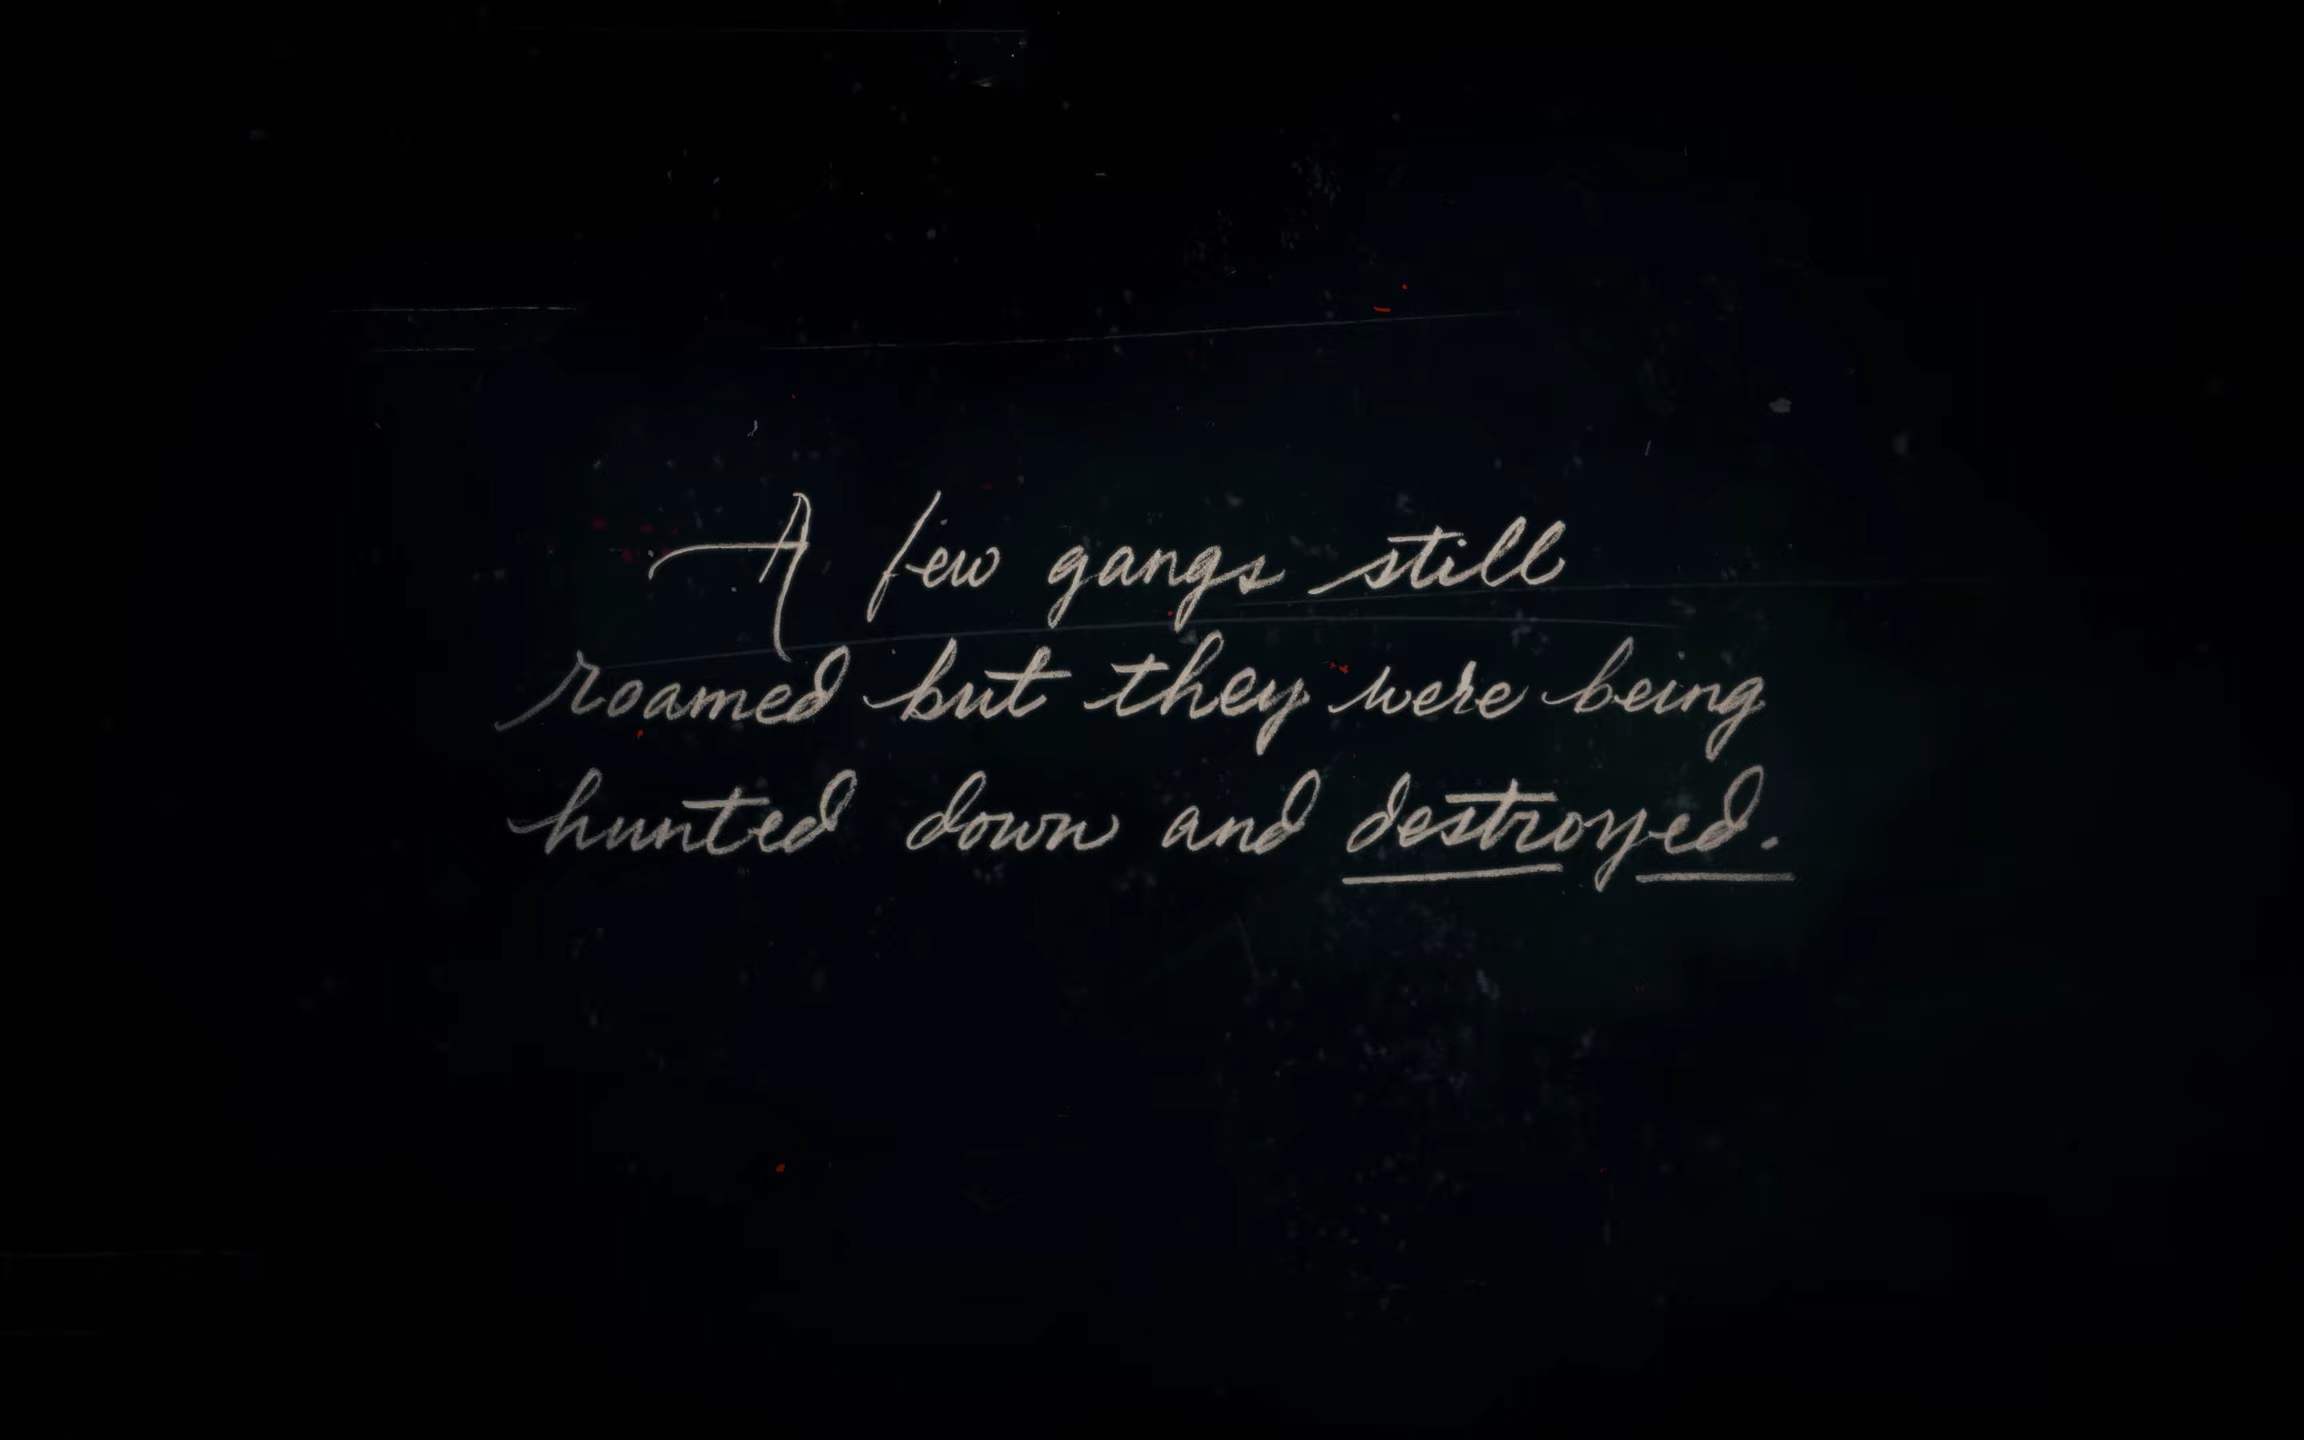 A few gangs still
roamed but they were being
hunted down and destroyed.